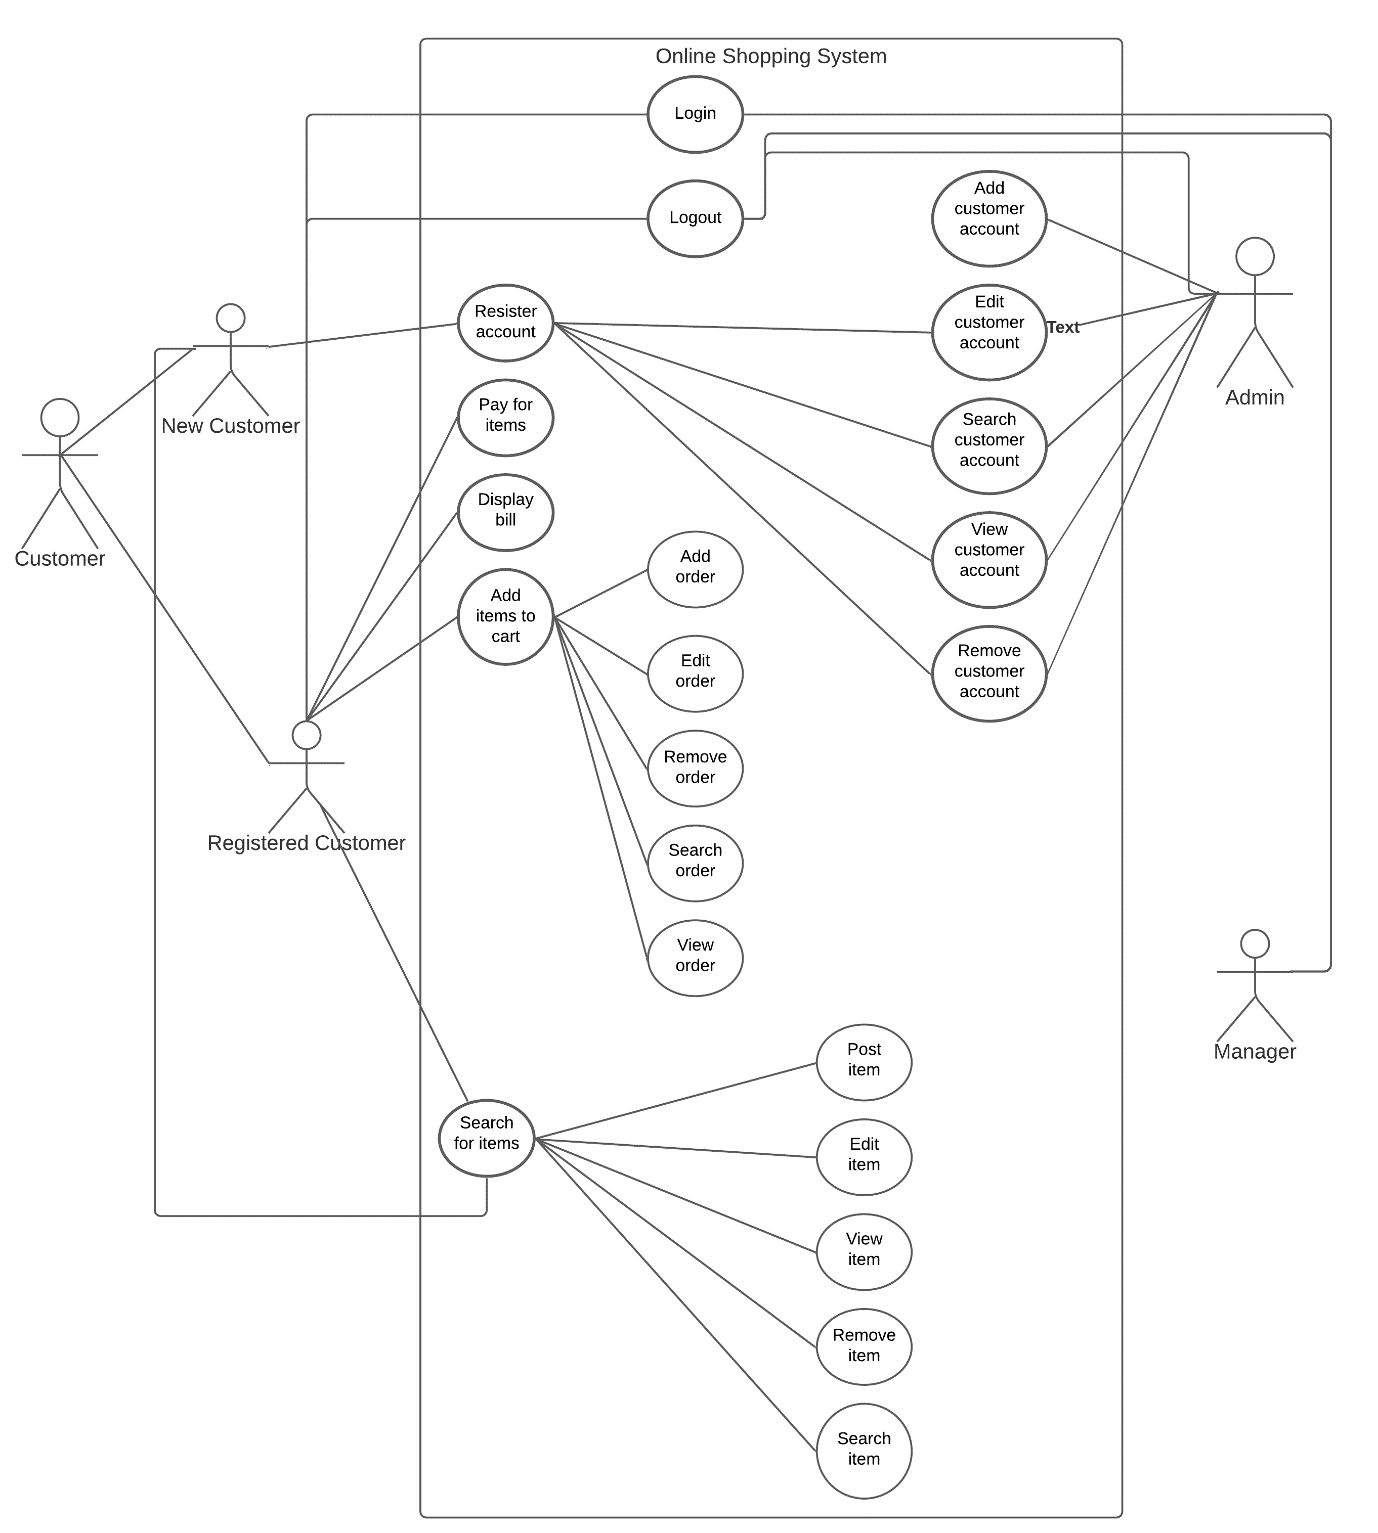 Online Shopping System
Login
Logout
Add
customer
account
Resister
account
Edit
customer
account
Text
Admin
New Customer
Pay for
items
Search
customer
account
Customer
Display
bill
View
customer
account
Add
items to
cart
Add
order
Edit
order
Remove
customer
account
Remove
order
Registered Customer
Search
order
View
order
Manager
Post
item
Search
for items
Edit
item
View
item
Remove
item
Search
item